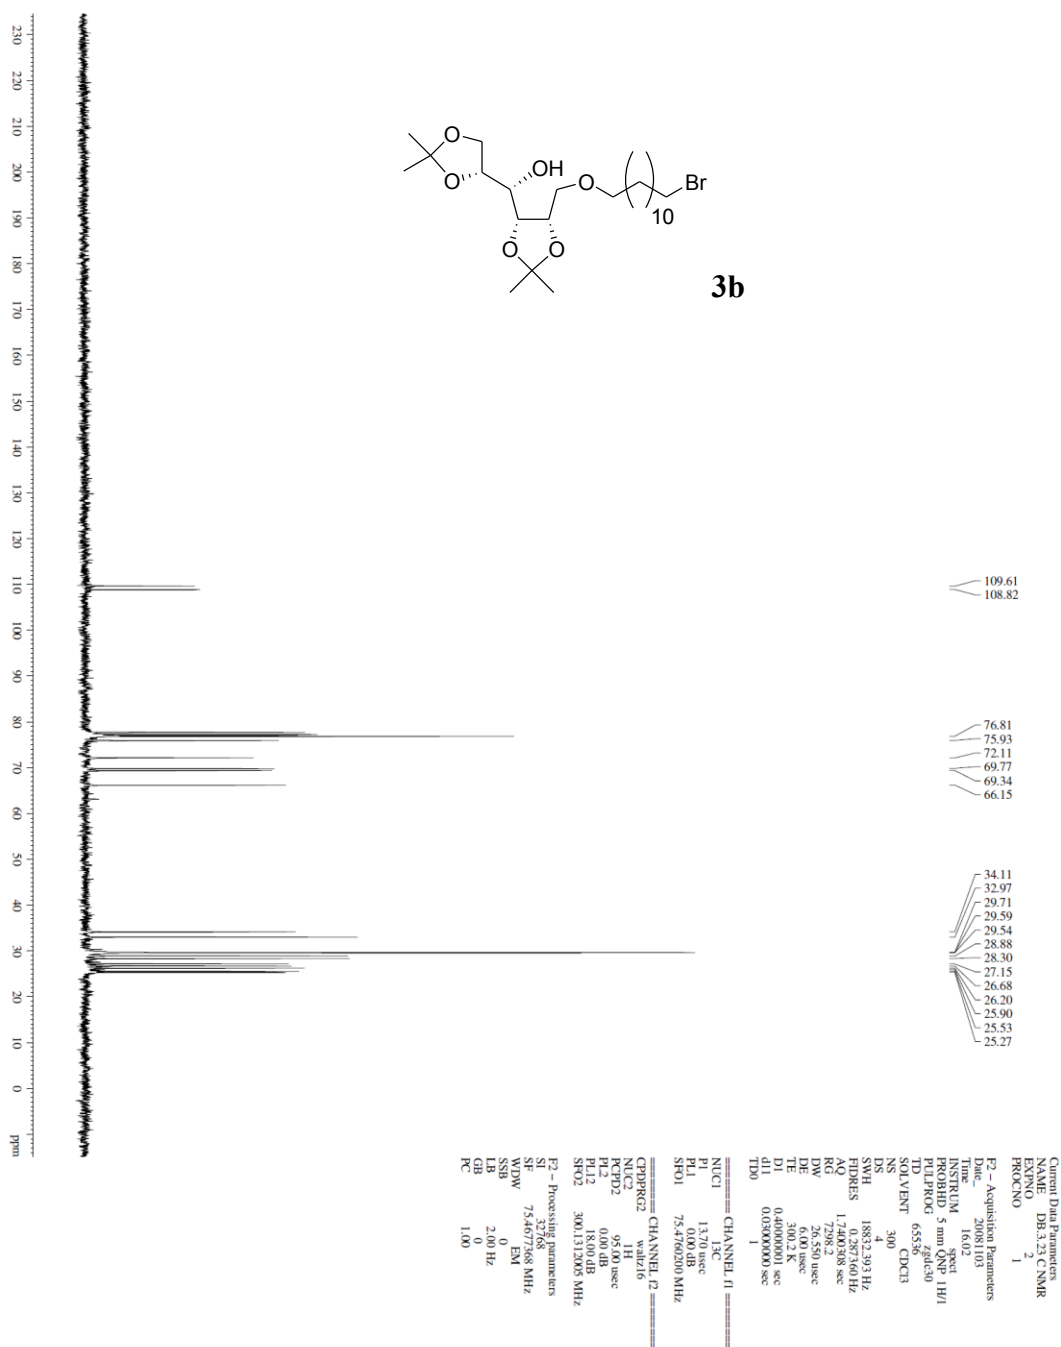 O
OH
O
O
Br
10
O
O
3b
109.61
108.82
76.81
75.93
72.11
69.77
69.34
66.15
34.11
32.97
29.71
29.59
29.54
28.88
28.30
27.15
26.68
26.20
25.90
25.53
25.27
230
220
210
200
190
180
170
160
150
140
130
120
110
100
90
80
70
60
50
40
30
20
10
0
ppm
Current Data Parameters
NAME DB.3.23 C NMR
EXPNO 2
PROCNO 1
F2 - Acquisition Parameters
Date_ 20081103
Time 16.02
INSTRUM spect
PROBHD 5 mm QNP 1H/1
PULPROG zgdc30
TD 65536
SOLVENT CDCl3
NS 300
DS 4
SWH 18832.393 Hz
FIDRES 0.287360 Hz
AQ 1.7400308 sec
RG 7298.2
DW 26.550 usec
DE 6.00 usec
TE 300.2 K
D1 0.40000001 sec
d11 0.03000000 sec
TD0 1
======== CHANNEL f1 ========
NUC1 13C
P1 13.70 usec
PL1 0.00 dB
SFO1 75.4760200 MHz
======== CHANNEL f2 ========
CPDPRG2 waltz16
NUC2 1H
PCPD2 95.00 usec
PL2 0.00 dB
PL12 18.00 dB
SFO2 300.1312005 MHz
F2 - Processing parameters
SI 32768
SF 75.4677368 MHz
WDW EM
SSB 0
LB 2.00 Hz
GB 0
PC 1.00